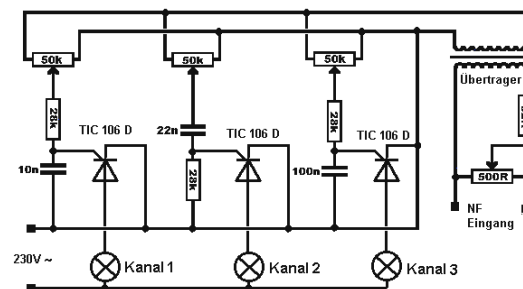 50k
50k
50k
Übertrager
28k
28k
22n
TIC 106 D
TIC 106 D
TIC 106 D
10n
28k
100n
500R
NF
Eingang
230V ~
Kanal 1
Kanal 2
Kanal 3